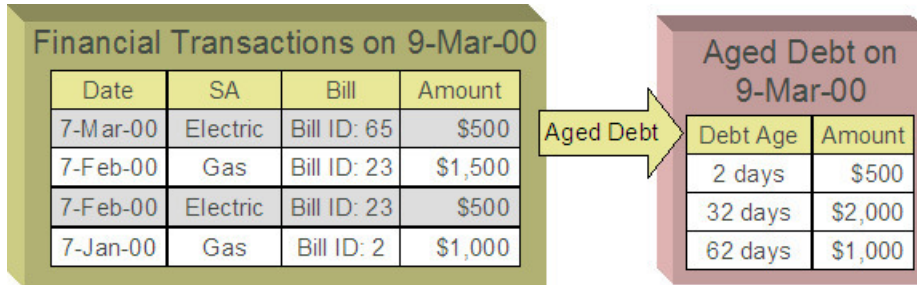 Financial Transactions on 9-Mar-00
Date SA Bill Amount
7-Mar-00 Electric Bill ID: 65 $500
7-Feb-00 Gas Bill ID: 23 $1,500
7-Feb-00 Electric Bill ID: 23 $500
7-Jan-00 Gas Bill ID: 2 $1,000
Aged Debt
Aged Debt on
9-Mar-00
Debt Age Amount
2 days $500
32 days $2,000
62 days $1,000